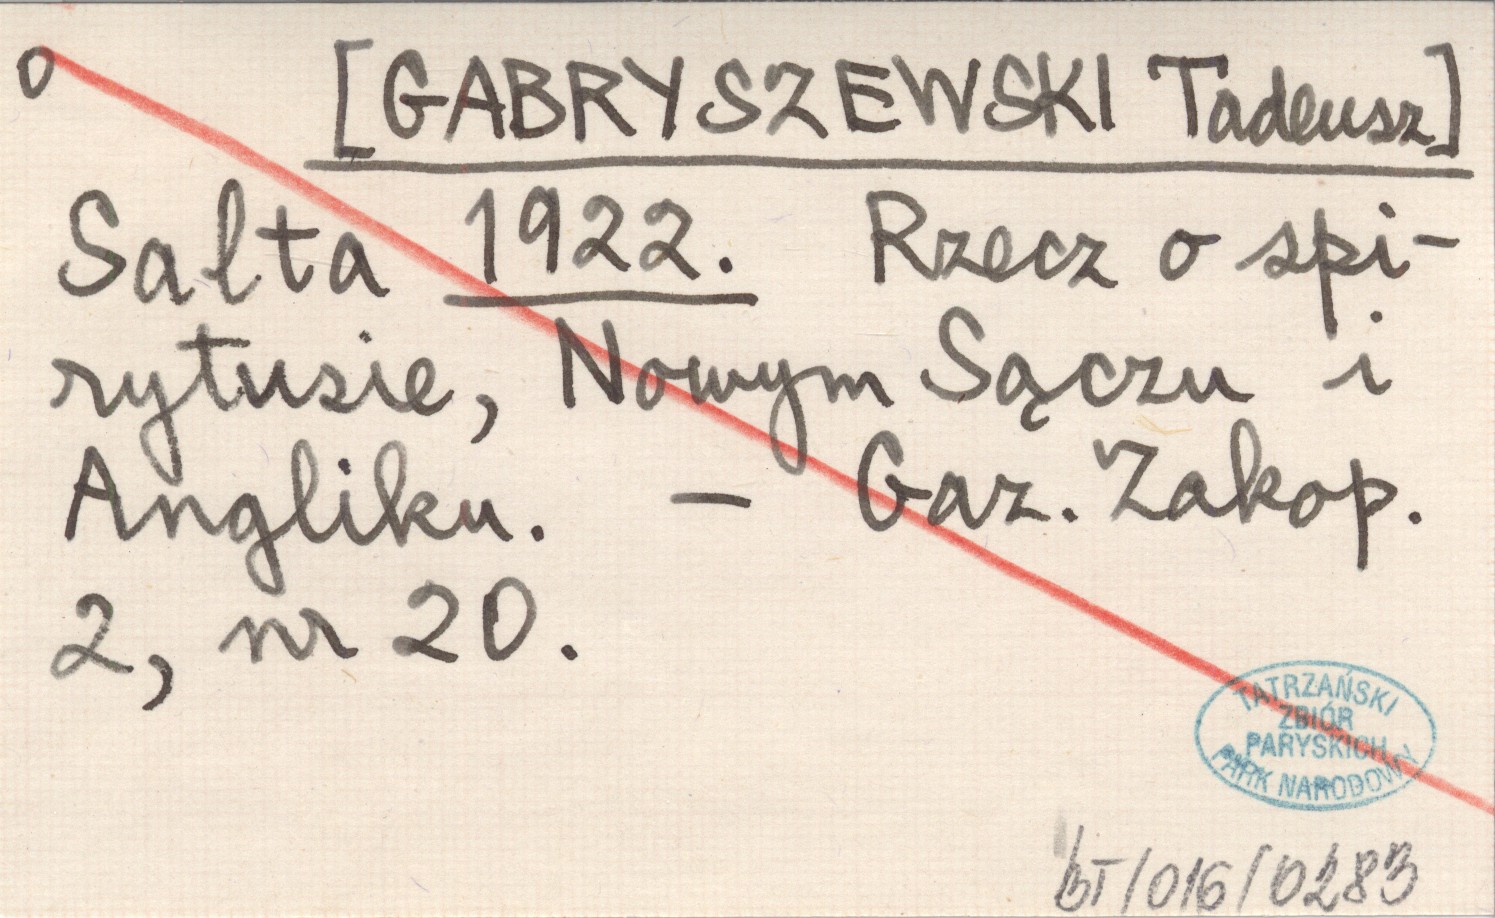 o [GABRYSZEWSKI Tadeusz]
Salta 1922. Rzecz o spi-
rytusie, Nowym Sączu i
Angliku. – Gaz. Zakop.
2, nr 20.
TATRZAŃSKI
ZBIÓR
PARYSKICH
PARK NARODOWY
BT/016/0283